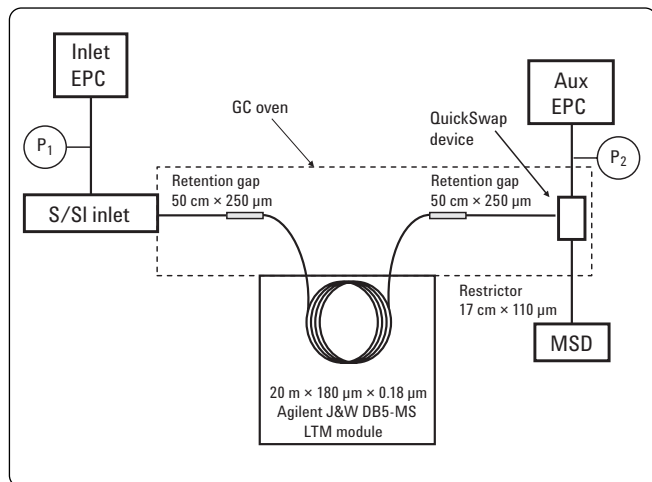 Inlet
EPC
P1
S/SI inlet
GC oven
Retention gap
50 cm × 250 µm
Retention gap
50 cm × 250 µm
QuickSwap
device
Aux
EPC
P2
Restrictor
17 cm × 110 µm
MSD
20 m × 180 µm × 0.18 µm
Agilent J&W DB5-MS
LTM module